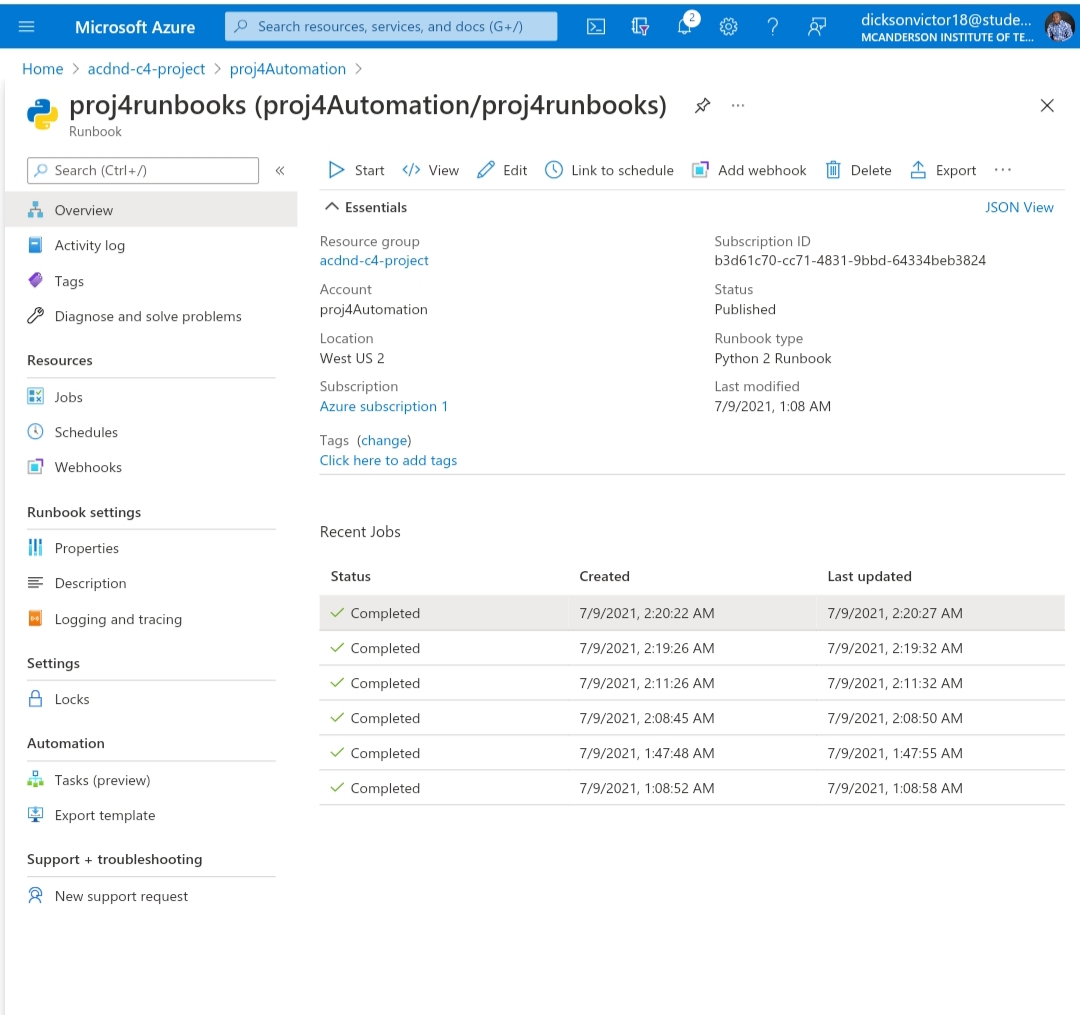 Microsoft Azure
Search resources, services, and docs (G+/)
2
dicksonvictor18@stude...
MCANDERSON INSTITUTE OF TE...
Home > acdnd-c4-project > proj4Automation >
proj4runbooks (proj4Automation/proj4runbooks)
...
Runbook
Search (Ctrl+/)
«
Overview
Activity log
Tags
Diagnose and solve problems
Resources
Jobs
Schedules
Webhooks
Runbook settings
Properties
Description
Logging and tracing
Settings
Locks
Automation
Tasks (preview)
Export template
Support + troubleshooting
New support request
Start
View
Edit
Link to schedule
Add webhook
Delete
Export
...
Essentials
JSON View
Resource group
acdnd-c4-project
Account
proj4Automation
Location
West US 2
Subscription
Azure subscription 1
Subscription ID
b3d61c70-cc71-4831-9bbd-64334beb3824
Status
Published
Runbook type
Python 2 Runbook
Last modified
7/9/2021, 1:08 AM
Tags (change)
Click here to add tags
Recent Jobs
Status Created Last updated
Completed 7/9/2021, 2:20:22 AM 7/9/2021, 2:20:27 AM
Completed 7/9/2021, 2:19:26 AM 7/9/2021, 2:19:32 AM
Completed 7/9/2021, 2:11:26 AM 7/9/2021, 2:11:32 AM
Completed 7/9/2021, 2:08:45 AM 7/9/2021, 2:08:50 AM
Completed 7/9/2021, 1:47:48 AM 7/9/2021, 1:47:55 AM
Completed 7/9/2021, 1:08:52 AM 7/9/2021, 1:08:58 AM